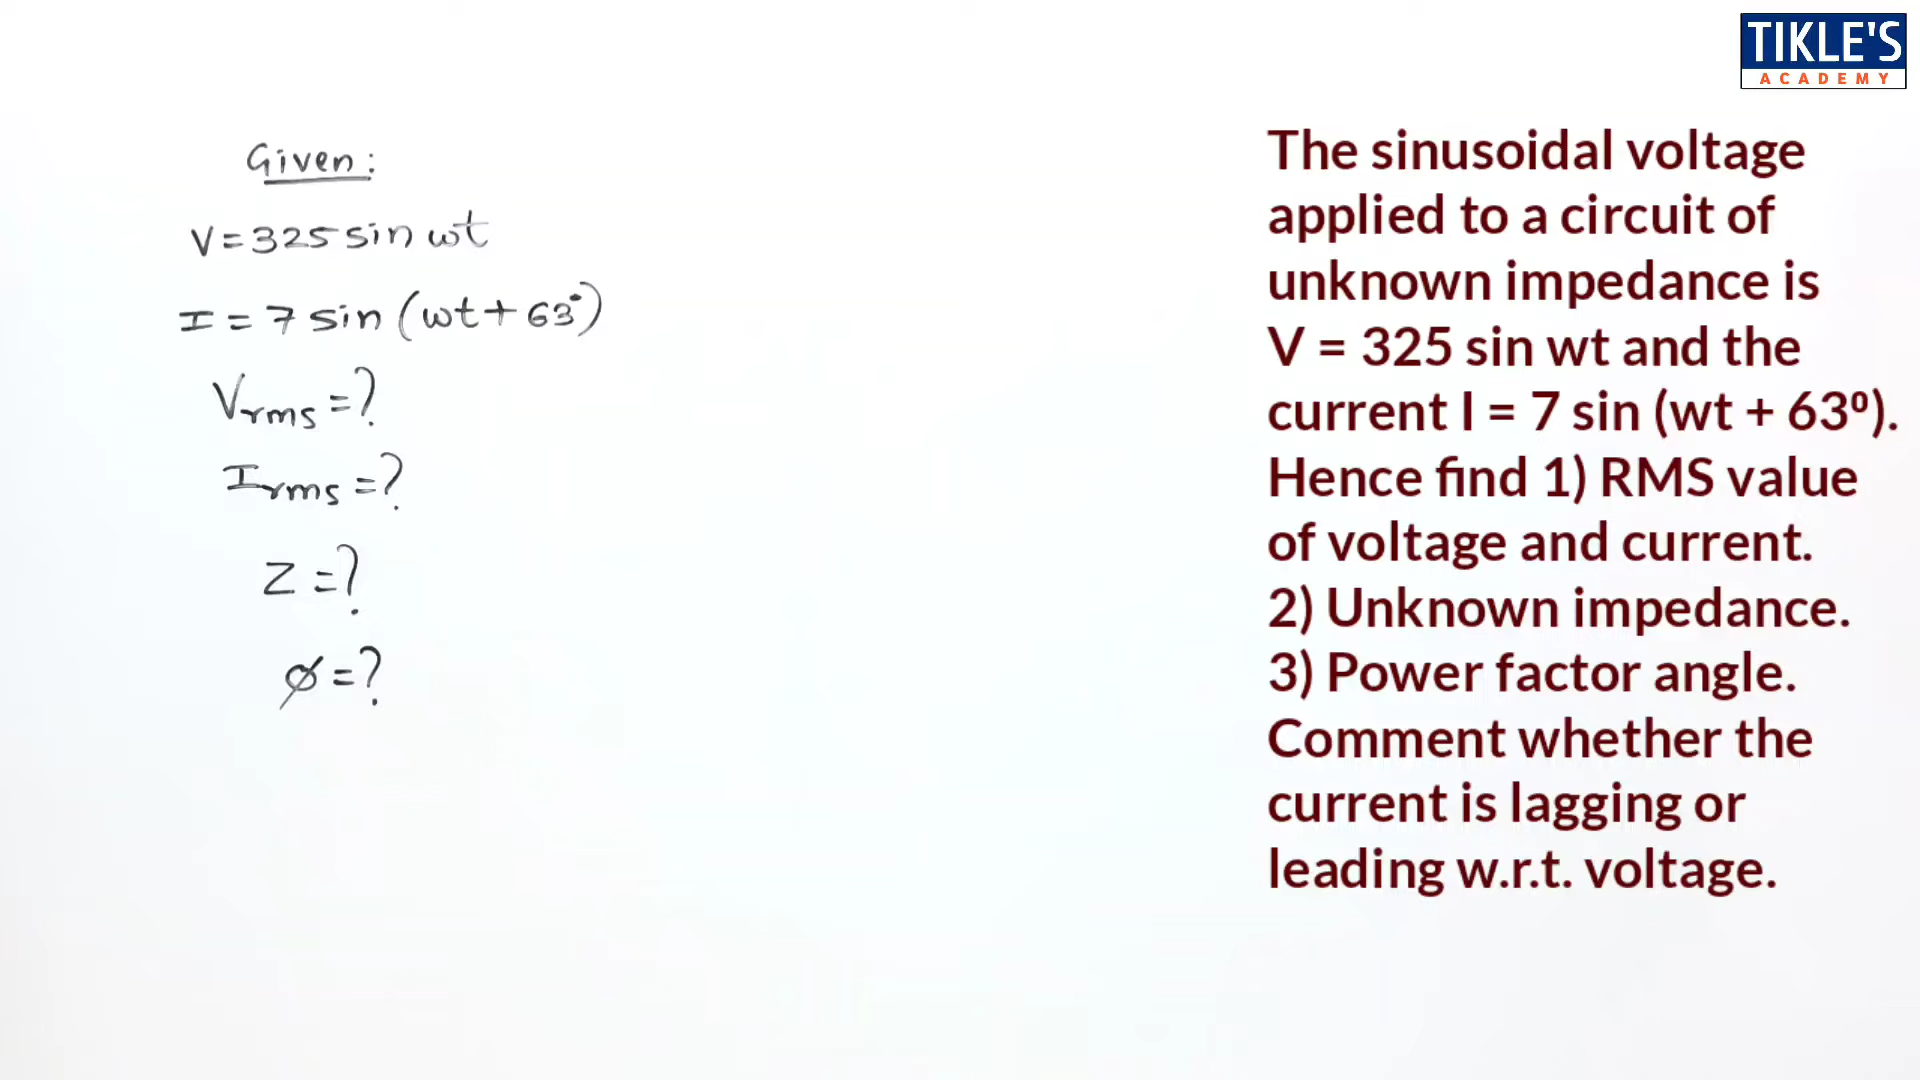 TIKLE'S
ACADEMY
Given:
V = 325 sin wt
I = 7 sin (wt + 63°)
Vrms = ?
Irms = ?
Z = ?
ø = ?
The sinusoidal voltage
applied to a circuit of
unknown impedance is
V = 325 sin wt and the
current I = 7 sin (wt + 63⁰).
Hence find 1) RMS value
of voltage and current.
2) Unknown impedance.
3) Power factor angle.
Comment whether the
current is lagging or
leading w.r.t. voltage.